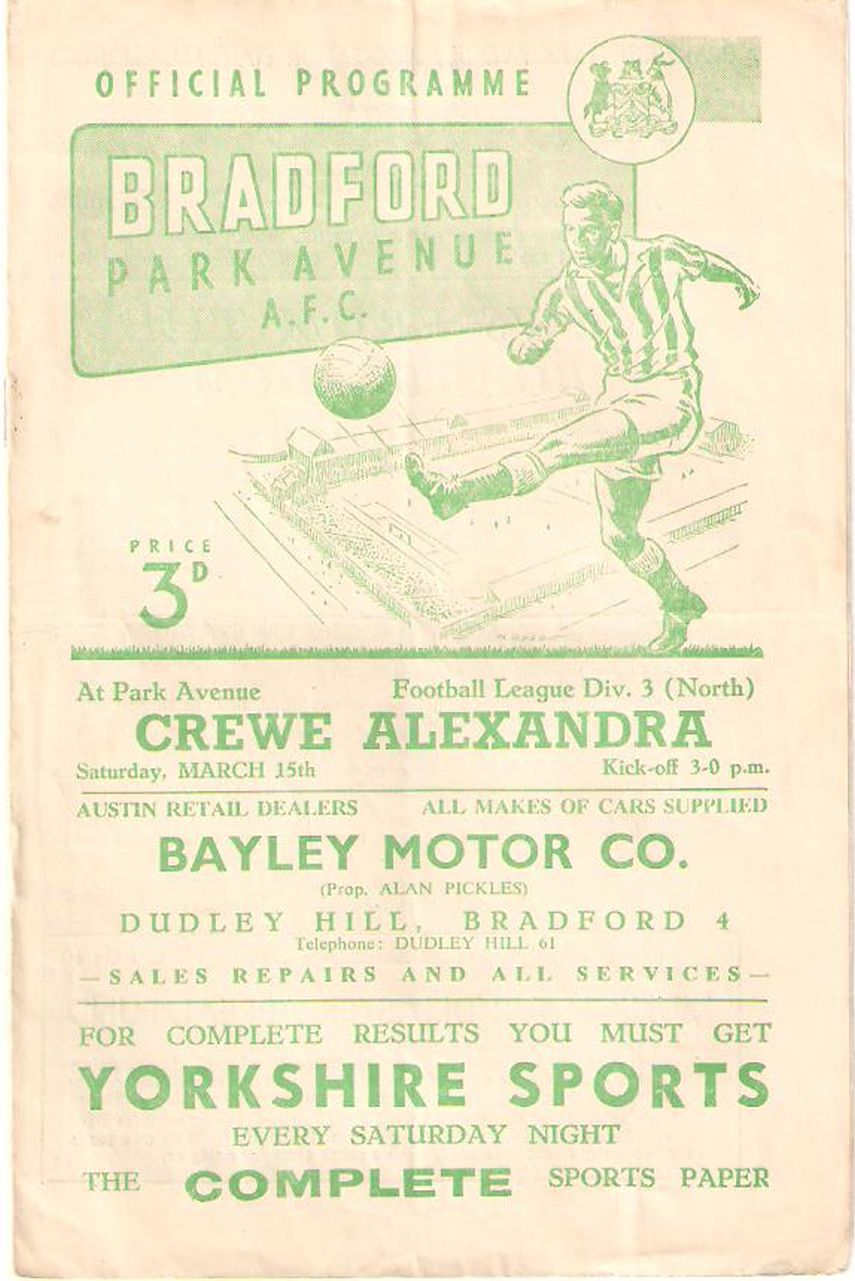 OFFICIAL PROGRAMME
BRADFORD
PARK AVENUE
A.F.C.
PRICE
3D
At Park Avenue Football League Div. 3 (North)
CREWE ALEXANDRA
Saturday, MARCH 15th Kick-off 3-0 p.m.
AUSTIN RETAIL DEALERS ALL MAKES OF CARS SUPPLIED
BAYLEY MOTOR CO.
(Prop. ALAN PICKLES)
DUDLEY HILL, BRADFORD 4
Telephone: DUDLEY HILL 61
—SALES REPAIRS AND ALL SERVICES—
FOR COMPLETE RESULTS YOU MUST GET
YORKSHIRE SPORTS
EVERY SATURDAY NIGHT
THE COMPLETE SPORTS PAPER